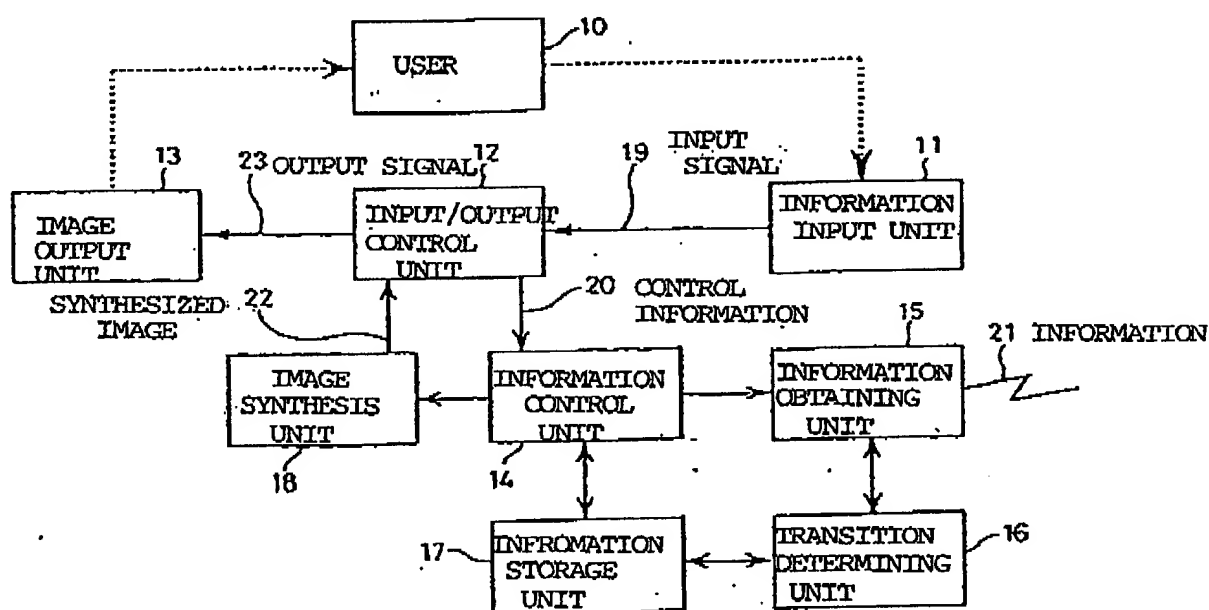 10
USER
13
23 OUTPUT SIGNAL
12
19
INPUT
SIGNAL
11
IMAGE
OUTPUT
UNIT
INPUT/OUTPUT
CONTROL
UNIT
INFORMATION
INPUT UNIT
SYNTHESIZED
IMAGE
22
20 CONTROL
INFORMATION
15
21 INFORMATION
IMAGE
SYNTHESIS
UNIT
INFORMATION
CONTROL
UNIT
INFORMATION
OBTAINING
UNIT
18
14
17
INFROMATION
STORAGE
UNIT
TRANSITION
DETERMINING
UNIT
16